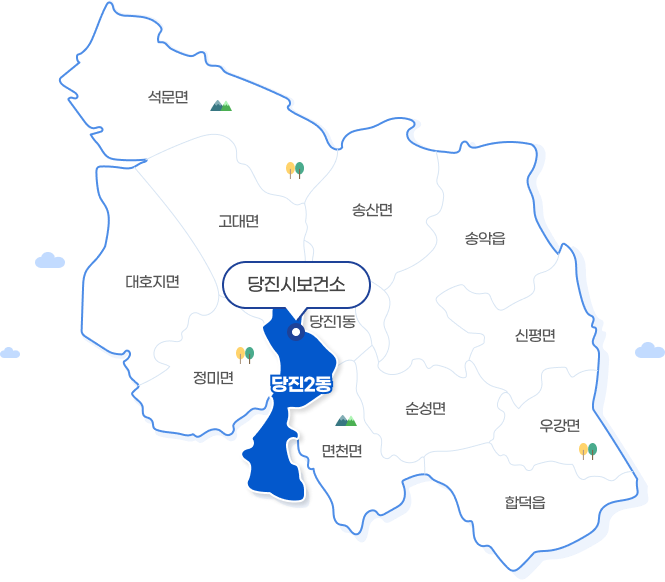 석문면
송산면
고대면
송악읍
대호지면
당진시보건소
당진1동
신평면
정미면
당진2동
순성면
우강면
면천면
합덕읍